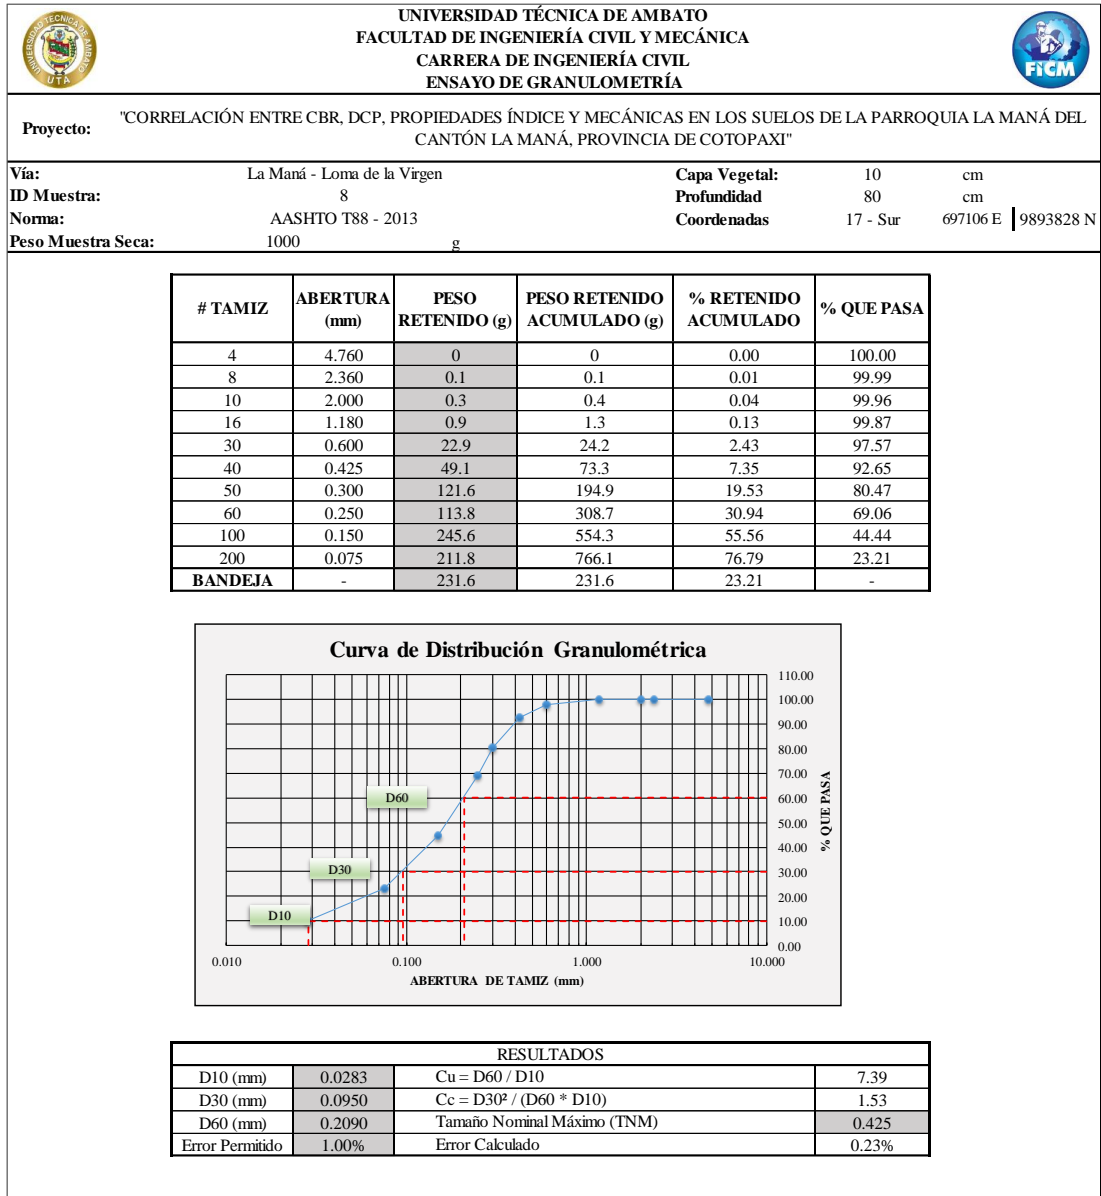 UNIVERSIDAD TÉCNICA DE AMBATO
FACULTAD DE INGENIERÍA CIVIL Y MECÁNICA
CARRERA DE INGENIERÍA CIVIL
ENSAYO DE GRANULOMETRÍA
UNIVERSIDAD TECNICA DE AMBATO
UTA
FICM
Proyecto: "CORRELACIÓN ENTRE CBR, DCP, PROPIEDADES ÍNDICE Y MECÁNICAS EN LOS SUELOS DE LA PARROQUIA LA MANÁ DEL
CANTÓN LA MANÁ, PROVINCIA DE COTOPAXI"
Vía: La Maná - Loma de la Virgen Capa Vegetal: 10 cm
ID Muestra: 8 Profundidad 80 cm
Norma: AASHTO T88 - 2013 Coordenadas 17 - Sur 697106 E 9893828 N
Peso Muestra Seca: 1000 g
# TAMIZ ABERTURA (mm) PESO RETENIDO (g) PESO RETENIDO ACUMULADO (g) % RETENIDO ACUMULADO % QUE PASA
4 4.760 0 0 0.00 100.00
8 2.360 0.1 0.1 0.01 99.99
10 2.000 0.3 0.4 0.04 99.96
16 1.180 0.9 1.3 0.13 99.87
30 0.600 22.9 24.2 2.43 97.57
40 0.425 49.1 73.3 7.35 92.65
50 0.300 121.6 194.9 19.53 80.47
60 0.250 113.8 308.7 30.94 69.06
100 0.150 245.6 554.3 55.56 44.44
200 0.075 211.8 766.1 76.79 23.21
BANDEJA - 231.6 231.6 23.21 -
Curva de Distribución Granulométrica
110.00
100.00
90.00
80.00
70.00
60.00
50.00
40.00
30.00
20.00
10.00
0.00
% QUE PASA
D60
D30
D10
0.010 0.100 1.000 10.000
ABERTURA DE TAMIZ (mm)
RESULTADOS
D10 (mm) 0.0283 Cu = D60 / D10 7.39
D30 (mm) 0.0950 Cc = D30² / (D60 * D10) 1.53
D60 (mm) 0.2090 Tamaño Nominal Máximo (TNM) 0.425
Error Permitido 1.00% Error Calculado 0.23%